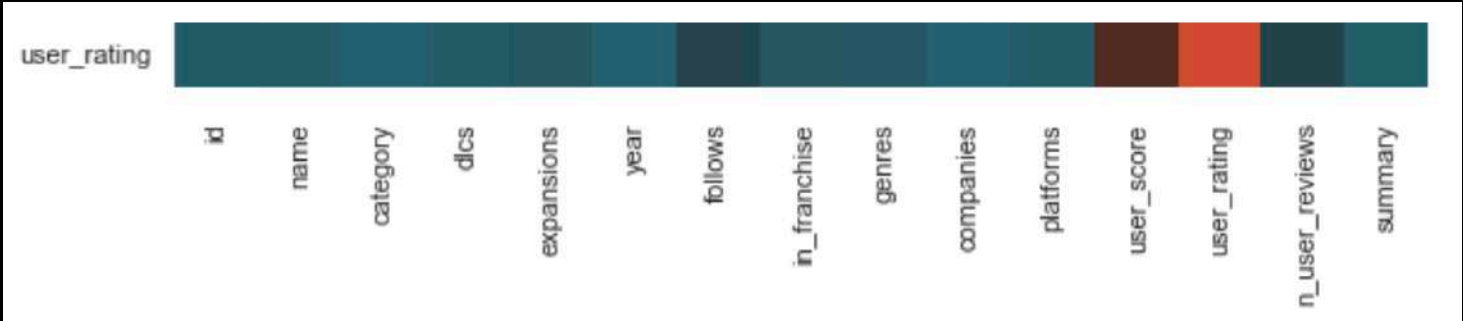 user_rating
id
name
category
dlcs
expansions
year
follows
in_franchise
genres
companies
platforms
user_score
user_rating
n_user_reviews
summary